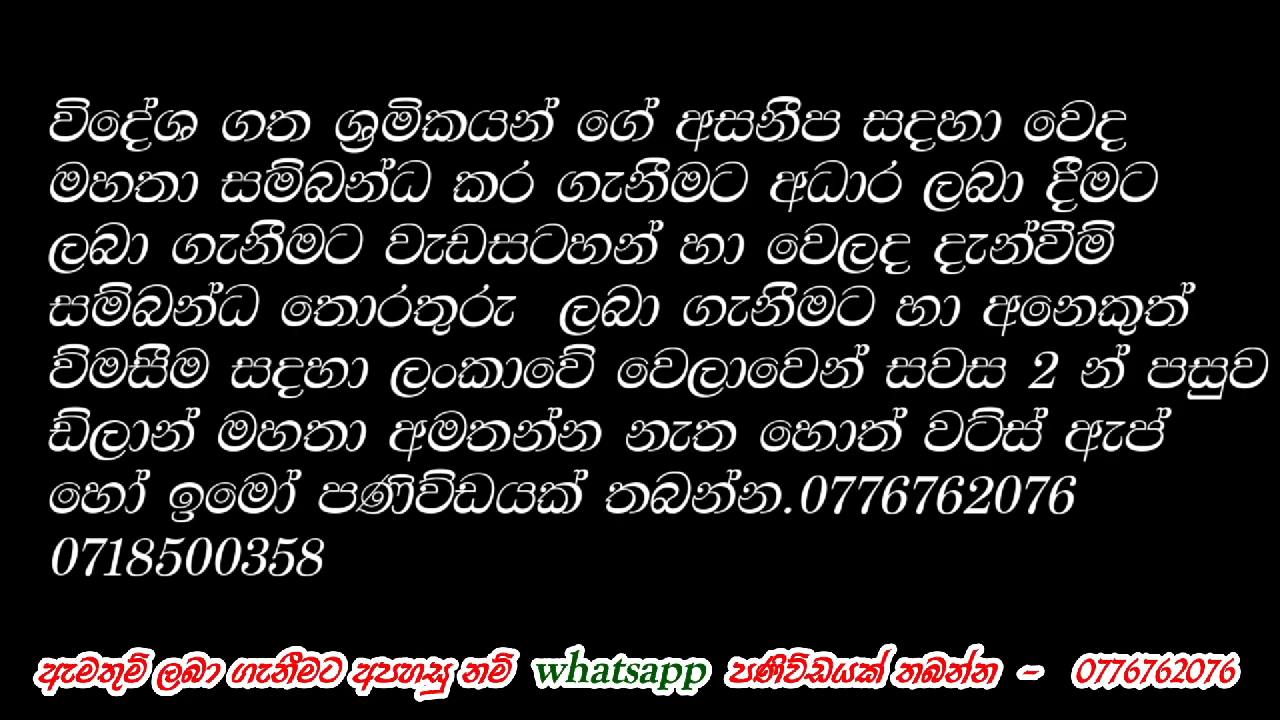 විදේශ ගත ශ්‍රමිකයන් ගේ අසනීප සදහා වෙද
මහතා සම්බන්ධ කර ගැනීමට අධාර ලබා දීමට
ලබා ගැනීමට වැඩසටහන් හා වෙලද දැන්වීම්
සම්බන්ධ තොරතුරු ලබා ගැනීමට හා අනෙකුත්
විමසීම සදහා ලංකාවේ වෙලාවෙන් සවස 2 න් පසුව
ඩිලාන් මහතා අමතන්න නැත හොත් වට්ස් ඇප්
හෝ ඉමෝ පණිවිඩයක් තබන්න.0776762076
0718500358
ඇමතුම් ලබා ගැනීමට අපහසු නම් whatsapp පණිවිඩයක් තබන්න - 0776762076